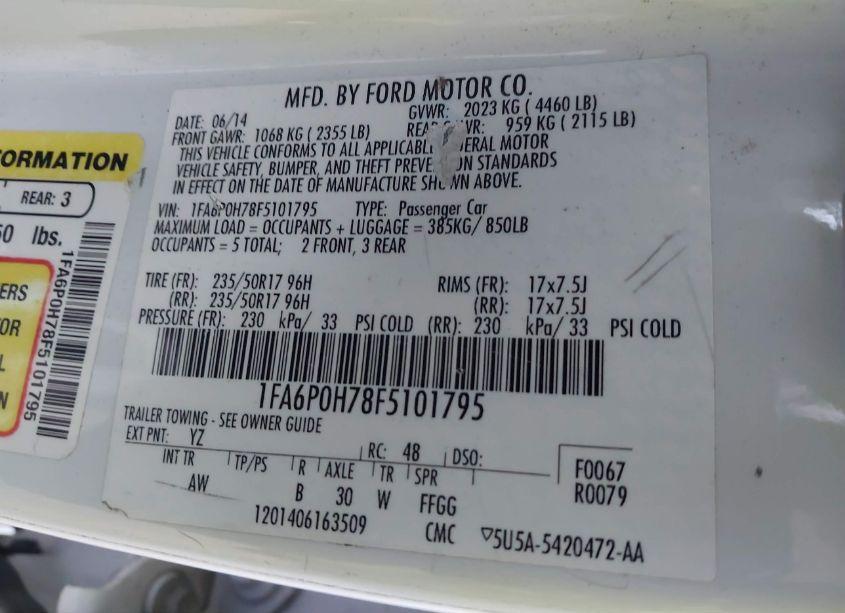 MFD. BY FORD MOTOR CO.
DATE: 06/14 GVWR: 2023 KG ( 4460 LB)
FRONT GAWR: 1068 KG ( 2355 LB) REAR WR: 959 KG ( 2115 LB)
THIS VEHICLE CONFORMS TO ALL ERAL MOTOR
VEHICLE SAFETY, BUMPER, AND THEFT STANDARDS
IN EFFECT ON THE DATE OF MANUFACTURE ABOVE.
VIN: 1FA6P0H78F5101795 TYPE: Passenger Car
MAXIMUM LOAD = OCCUPANTS + LUGGAGE = 385KG/ 850LB
OCCUPANTS = 5 TOTAL; 2 FRONT, 3 REAR
TIRE (FR): 235/50R17 96H RIMS (FR): 17x7.5J
(RR): 235/50R17 96H (RR): 17x7.5J
PRESSURE (FR): 230 kPa/ 33 PSI COLD (RR): 230 kPa/ 33 PSI COLD
1FA6P0H78F5101795
TRAILER TOWING - SEE OWNER GUIDE
EXT PNT: YZ RC: 48 DSO:
INT TR TP/PS R AXLE TR SPR F0067
AW B 30 W FFGG R0079
1201406163509 CMC ▽5U5A-5420472-AA
ORMATION
REAR: 3
50 lbs.
ERS
OR
L
N
1FA6P0H78F5101795